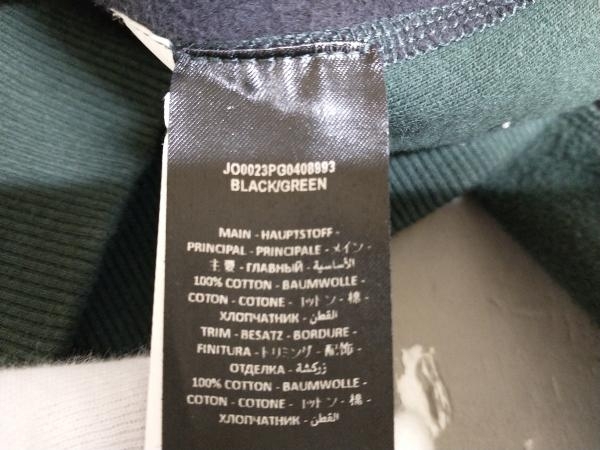 JO0023PG0408993
BLACK/GREEN
MAIN - HAUPTSTOFF -
PRINCIPAL - PRINCIPALE - メイン -
主要 - ГЛАВНЫЙ - الأساسية -
100% COTTON - BAUMWOLLE -
COTON - COTONE - コットン - 棉 -
ХЛОПЧАТНИК - القطن
TRIM - BESATZ - BORDURE -
FINITURA - トリミング - 配飾 -
ОТДЕЛКА - زركشة -
100% COTTON - BAUMWOLLE -
COTON - COTONE - コットン - 棉 -
ХЛОПЧАТНИК - القطن